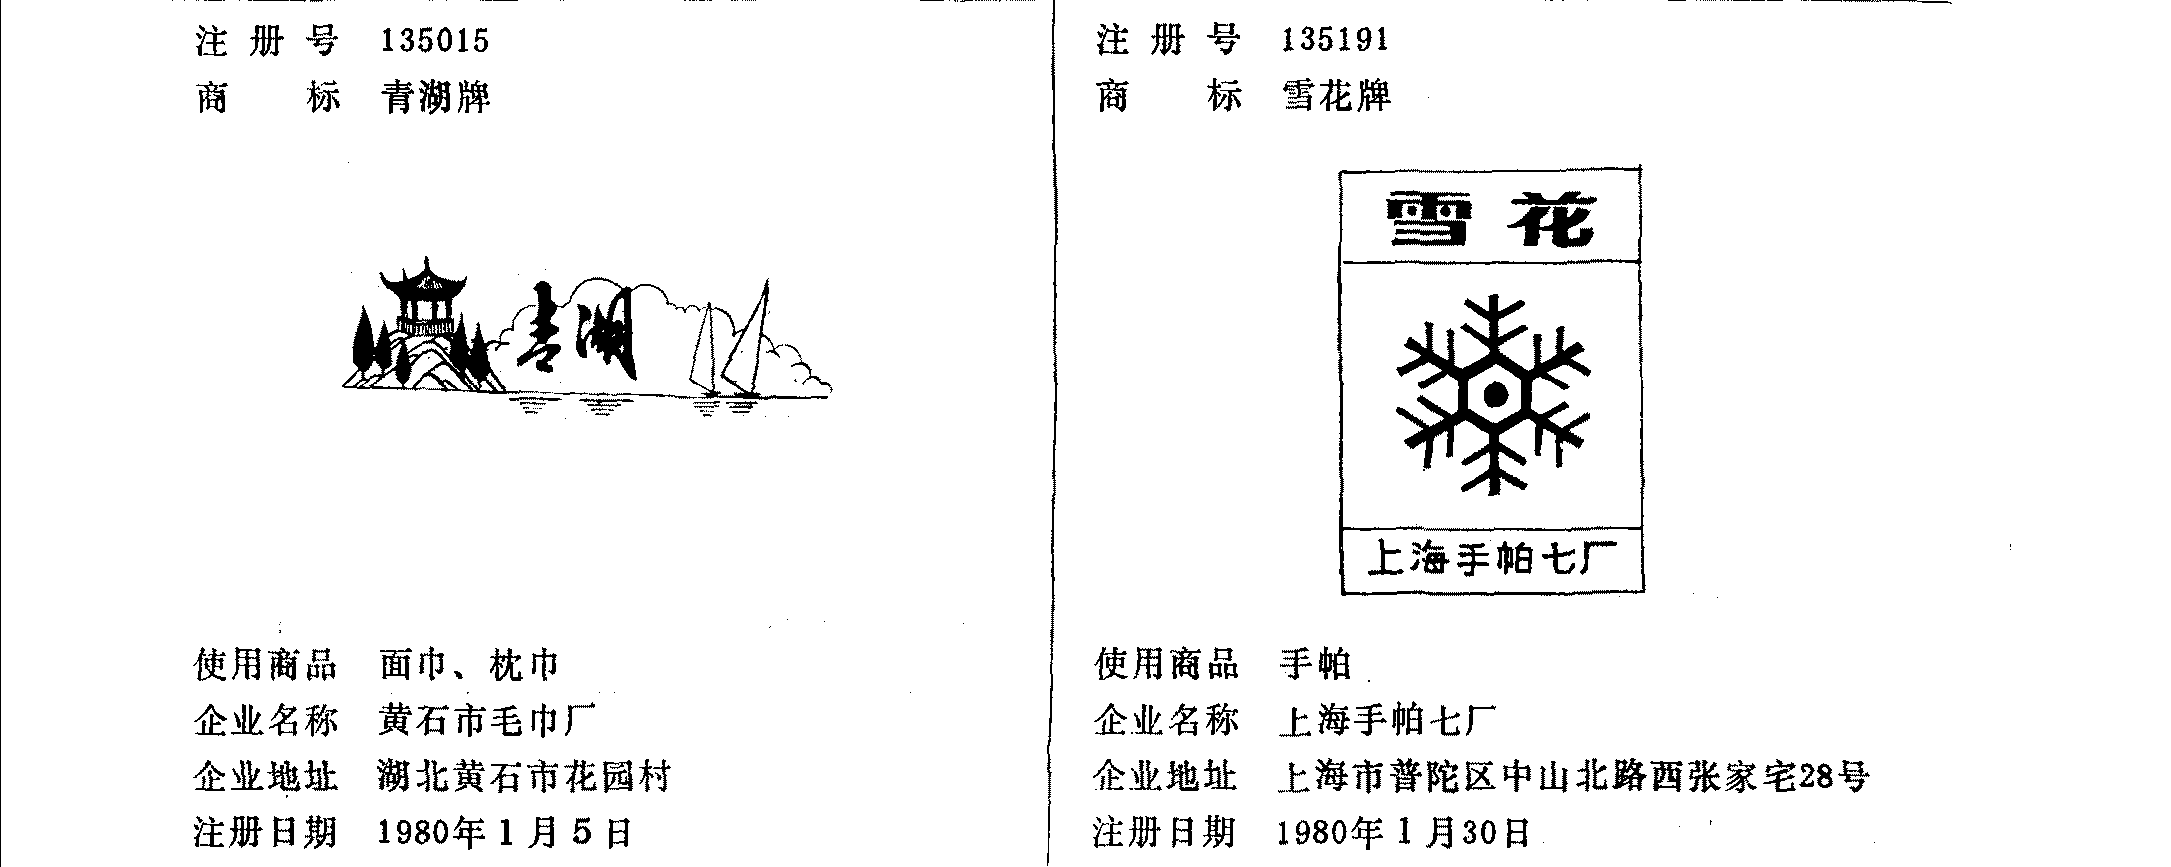 注册号 135015
商标 青湖牌
青湖
使用商品 面巾、枕巾
企业名称 黄石市毛巾厂
企业地址 湖北黄石市花园村
注册日期 1980年1月5日
注册号 135191
商标 雪花牌
雪花
上海手帕七厂
使用商品 手帕
企业名称 上海手帕七厂
企业地址 上海市普陀区中山北路西张家宅28号
注册日期 1980年1月30日